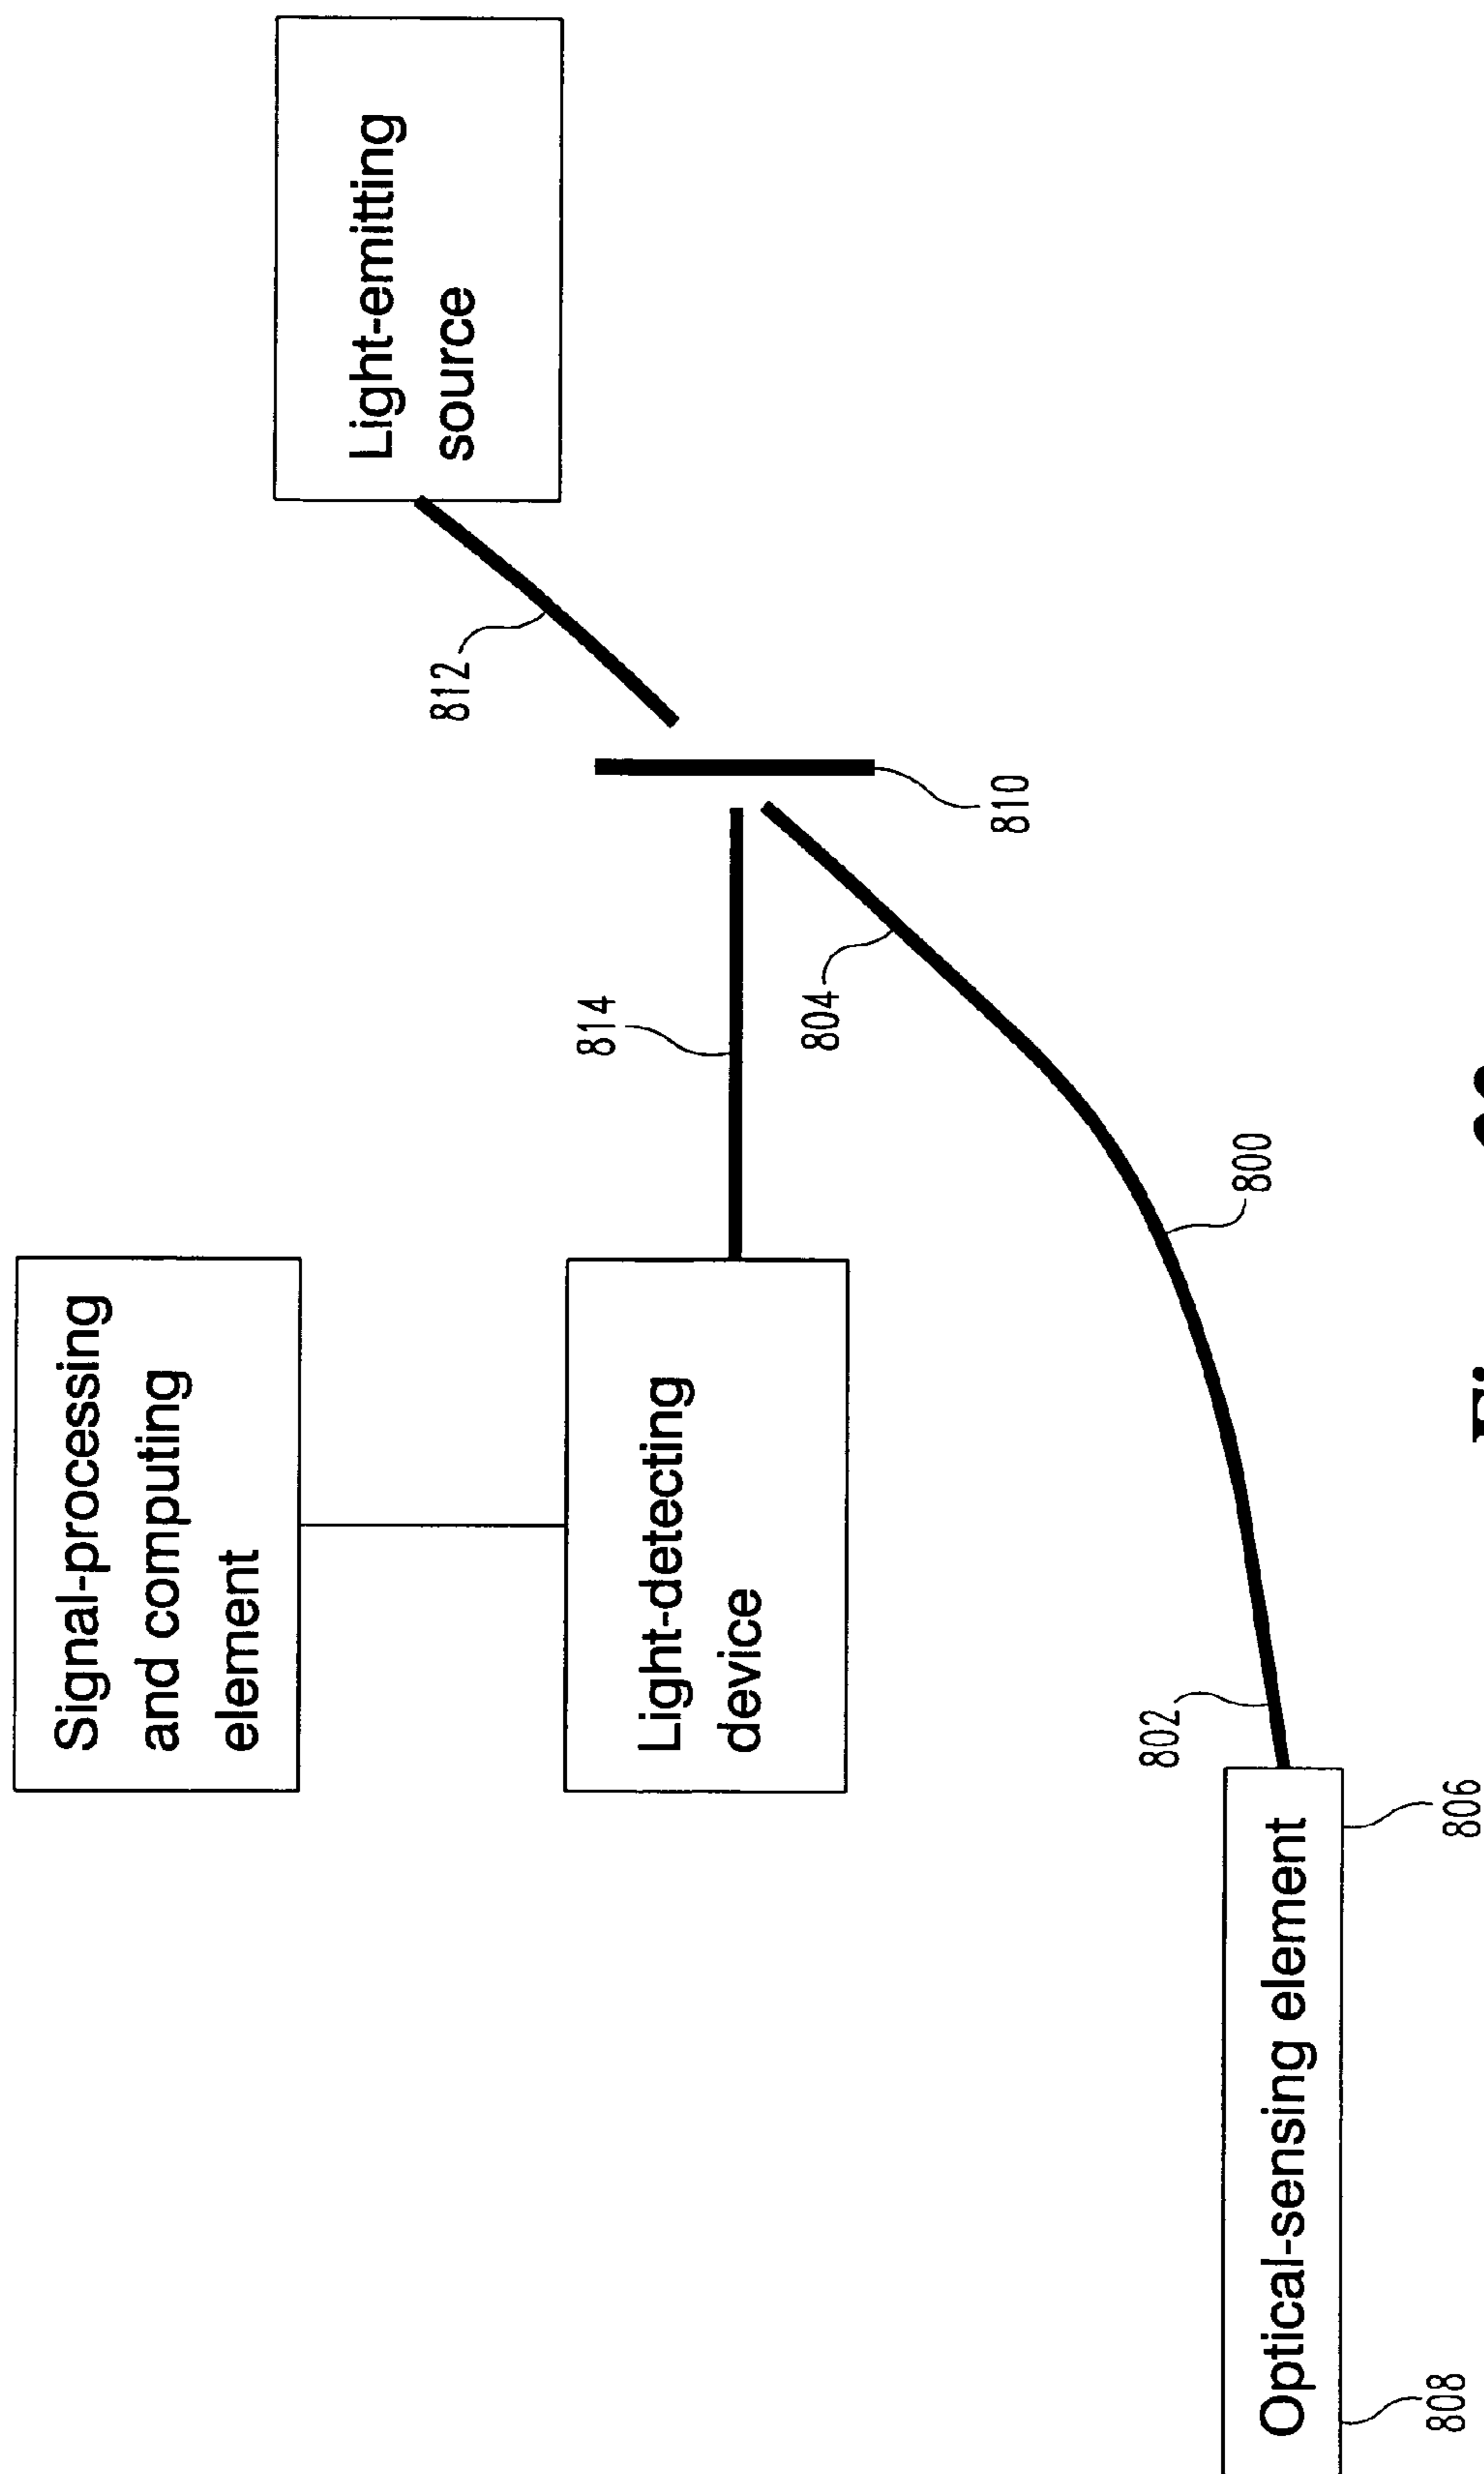 Signal-processing
and computing
element
Light-emitting
source
812
814
Light-detecting
device
804
810
802
800
Optical-sensing element
808
806